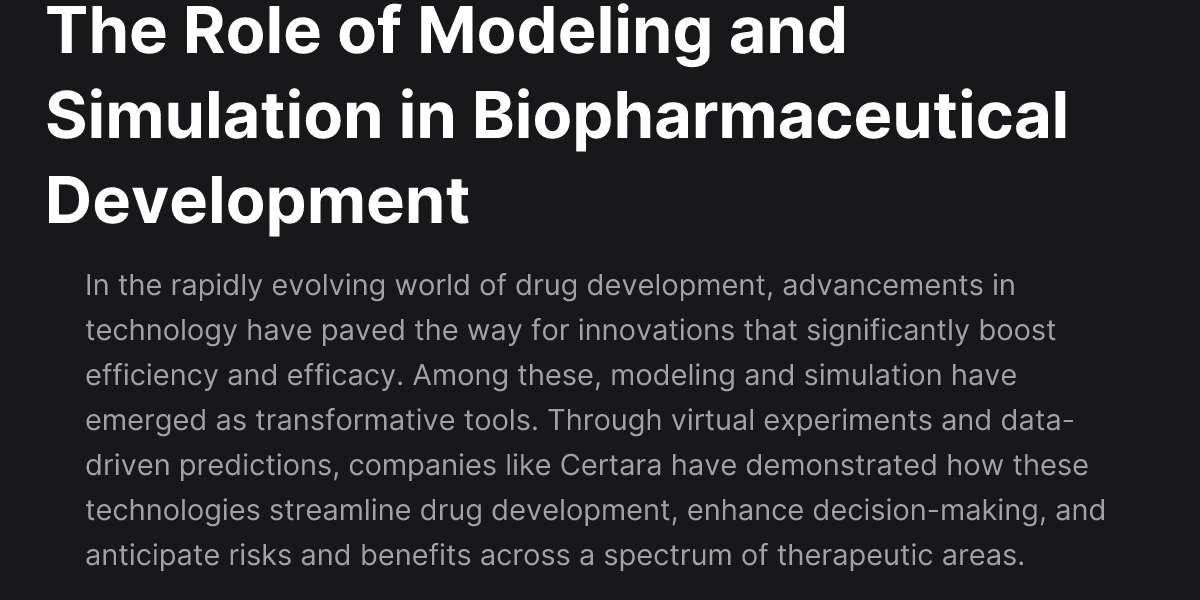 The Role of Modeling and
Simulation in Biopharmaceutical
Development
In the rapidly evolving world of drug development, advancements in
technology have paved the way for innovations that significantly boost
efficiency and efficacy. Among these, modeling and simulation have
emerged as transformative tools. Through virtual experiments and data-
driven predictions, companies like Certara have demonstrated how these
technologies streamline drug development, enhance decision-making, and
anticipate risks and benefits across a spectrum of therapeutic areas.